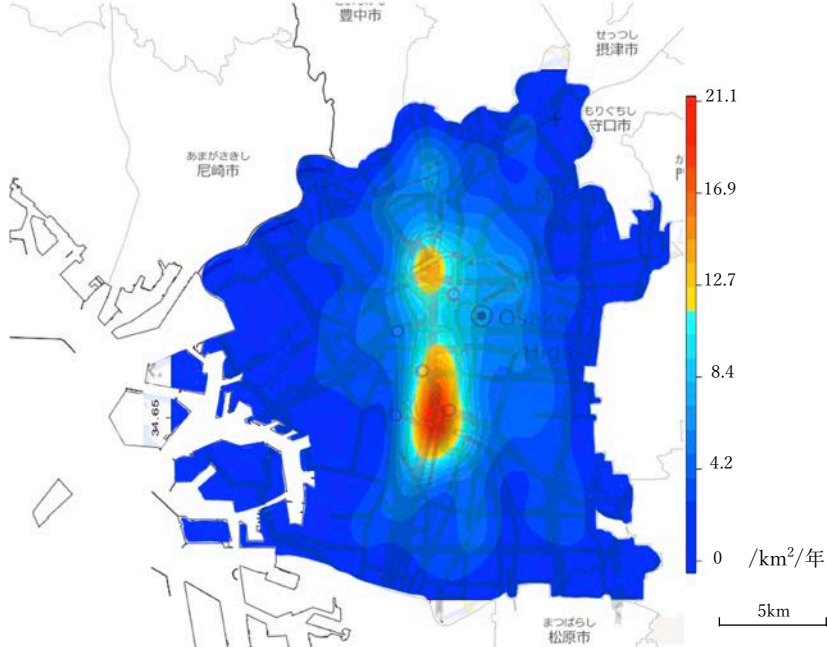 豊中市
せっつし
摂津市
もりぐちし
守口市
あまがさきし
尼崎市
21.1
16.9
12.7
8.4
4.2
0 /km²/年
Osaka
Higa
34.65
5km
まつばらし
松原市